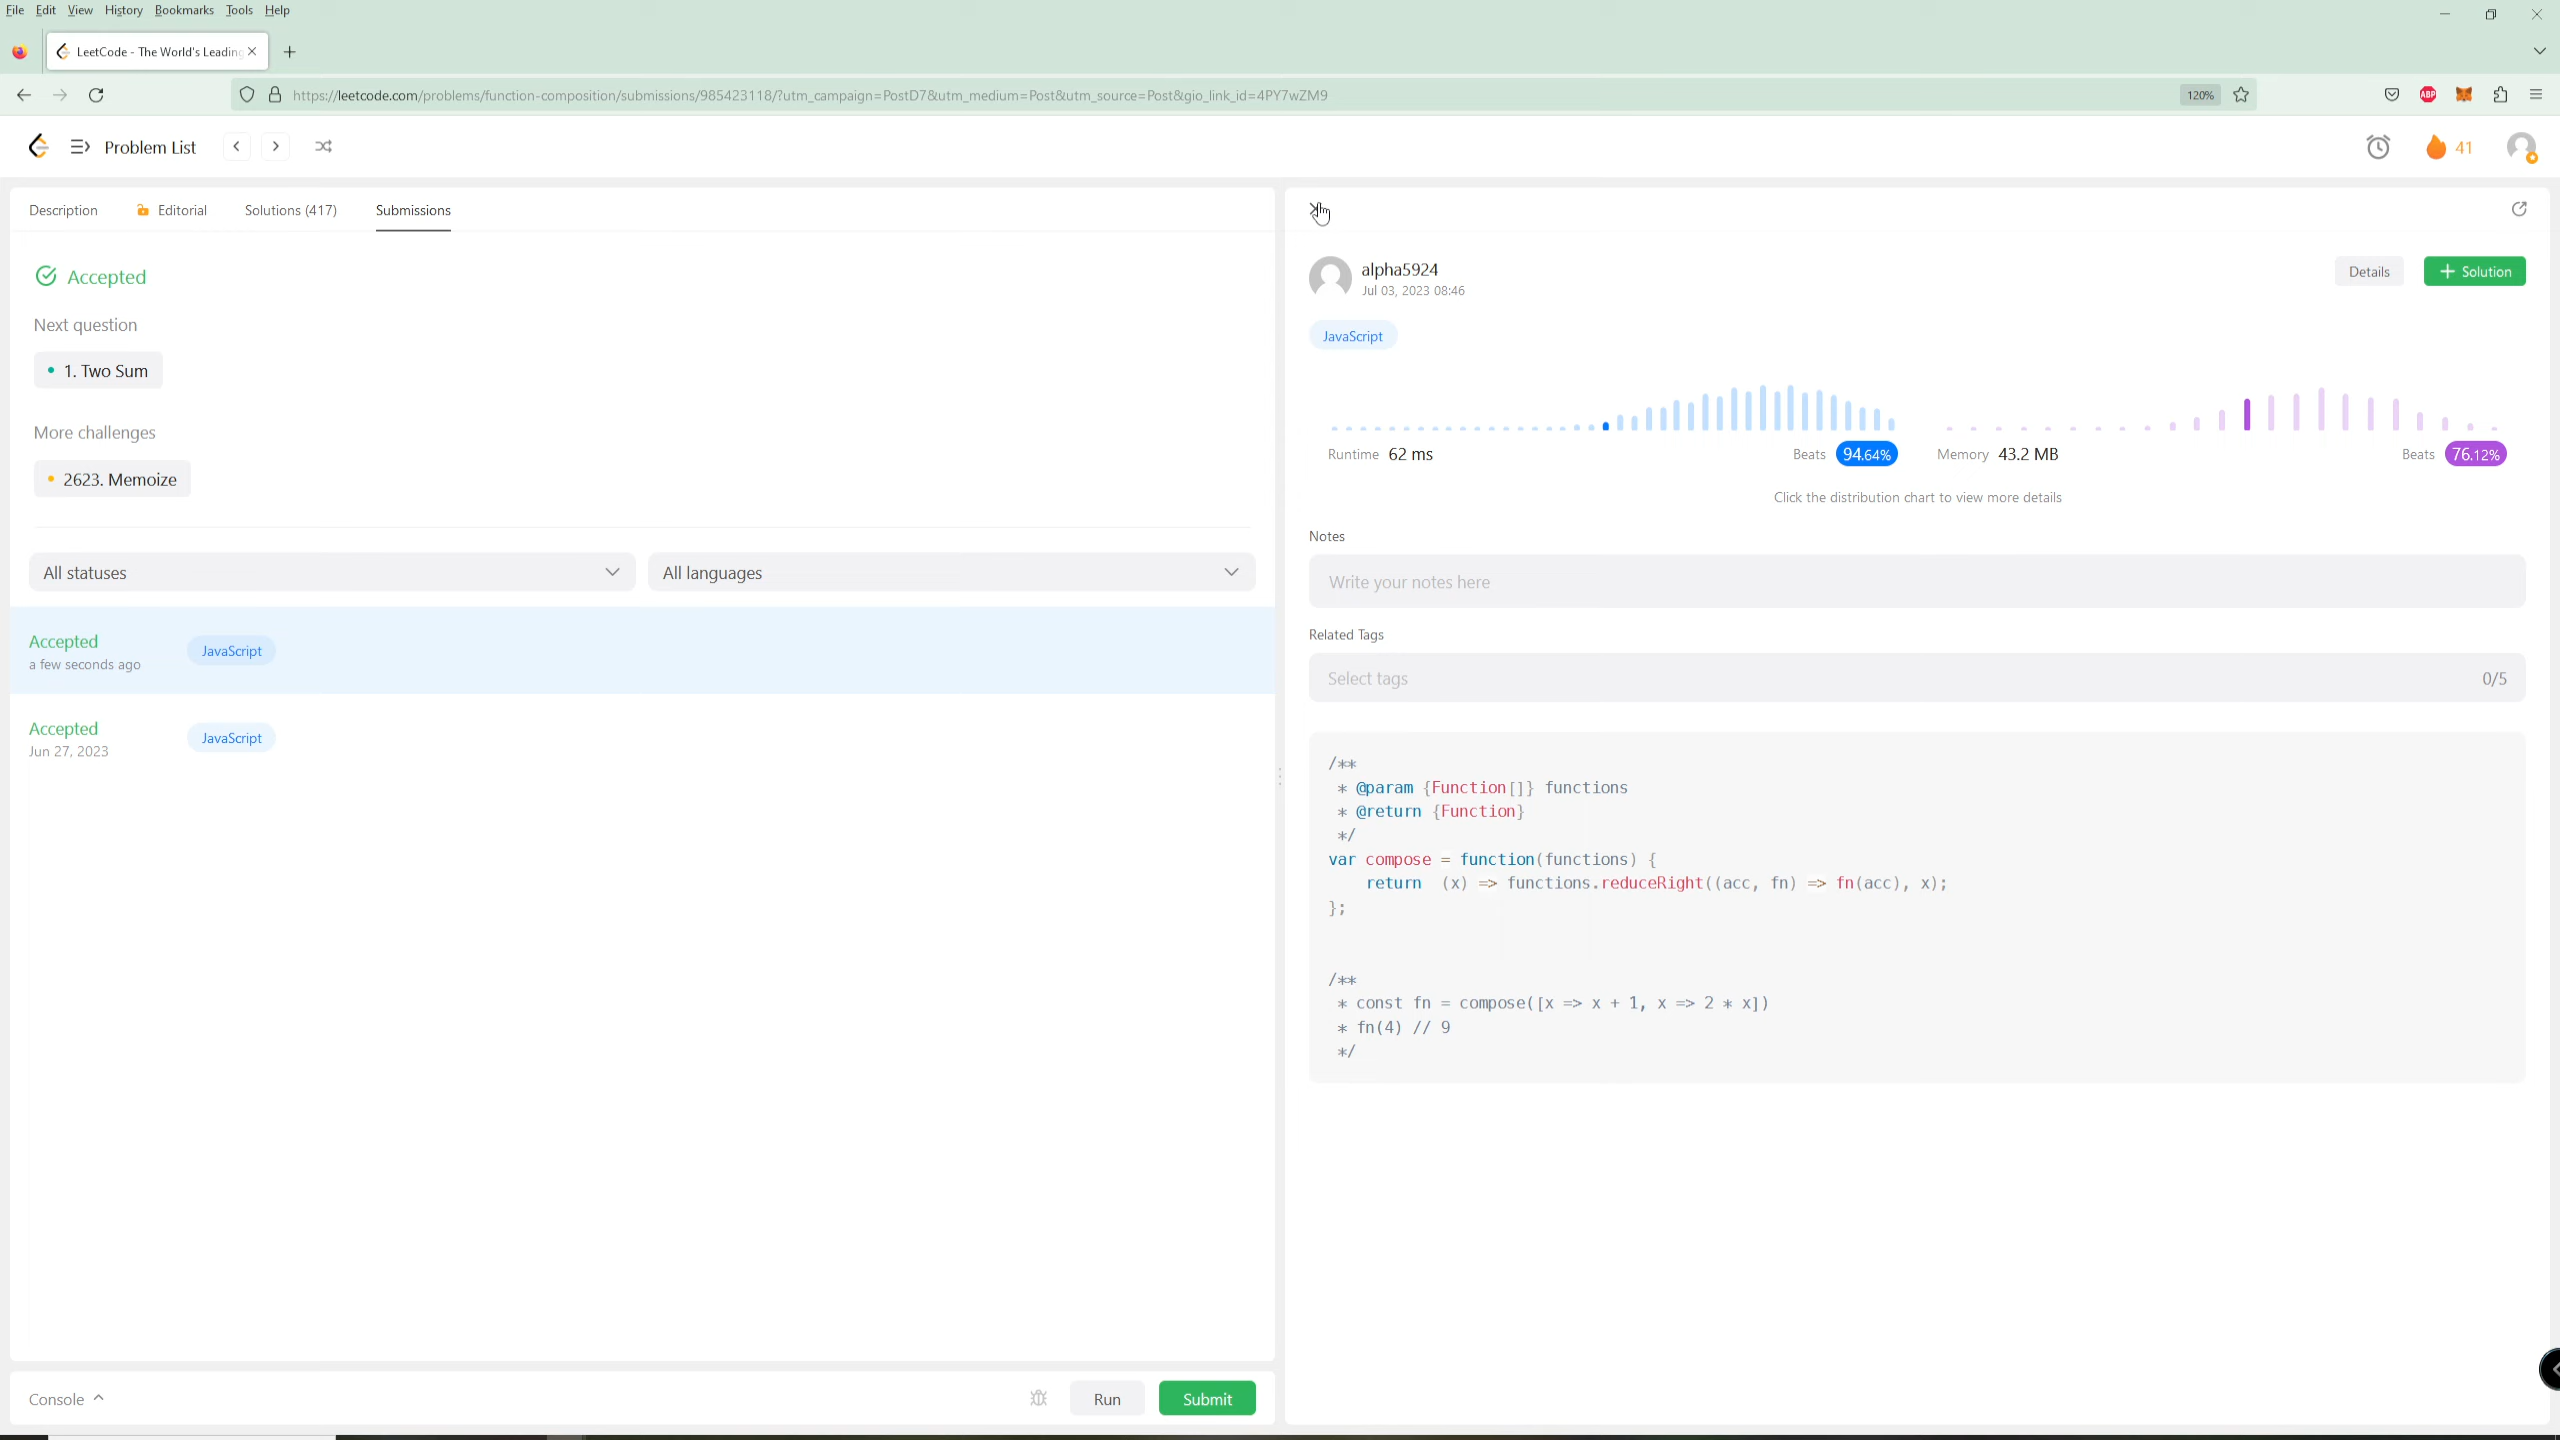 File Edit View History Bookmarks Tools Help
LeetCode - The World's Leading
https://leetcode.com/problems/function-composition/submissions/985423118/?utm_campaign=PostD7&utm_medium=Post&utm_source=Post&gio_link_id=4PY7wZM9
120%
ABP
Problem List
41
Description
Editorial
Solutions (417)
Submissions
Accepted
Next question
1. Two Sum
More challenges
2623. Memoize
All statuses
All languages
Accepted
a few seconds ago
JavaScript
Accepted
Jun 27, 2023
JavaScript
Console
Run
Submit
alpha5924
Jul 03, 2023 08:46
Details
Solution
JavaScript
Runtime 62 ms
Beats 94.64%
Memory 43.2 MB
Beats 76.12%
Click the distribution chart to view more details
Notes
Write your notes here
Related Tags
Select tags
0/5
/**
 * @param {Function[]} functions
 * @return {Function}
 */
var compose = function(functions) {
    return  (x) => functions.reduceRight((acc, fn) => fn(acc), x);
};
/**
 * const fn = compose([x => x + 1, x => 2 * x])
 * fn(4) // 9
 */